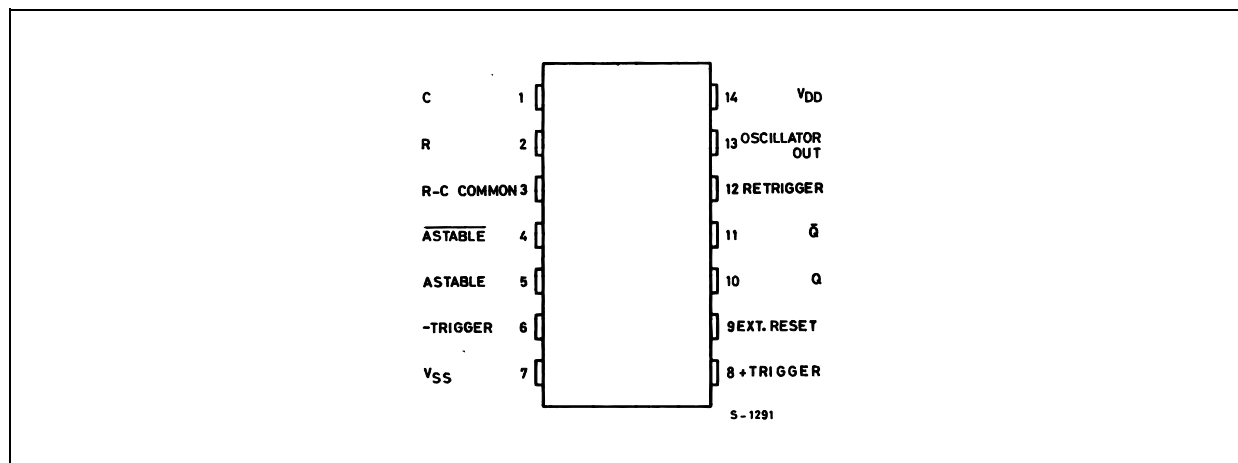 C 1 14 VDD
R 2 13 OSCILLATOR
OUT
R-C COMMON 3 12 RETRIGGER
A̅S̅T̅A̅B̅L̅E̅ 4 11 Q̅
ASTABLE 5 10 Q
-TRIGGER 6 9 EXT. RESET
VSS 7 8 +TRIGGER
S-1291